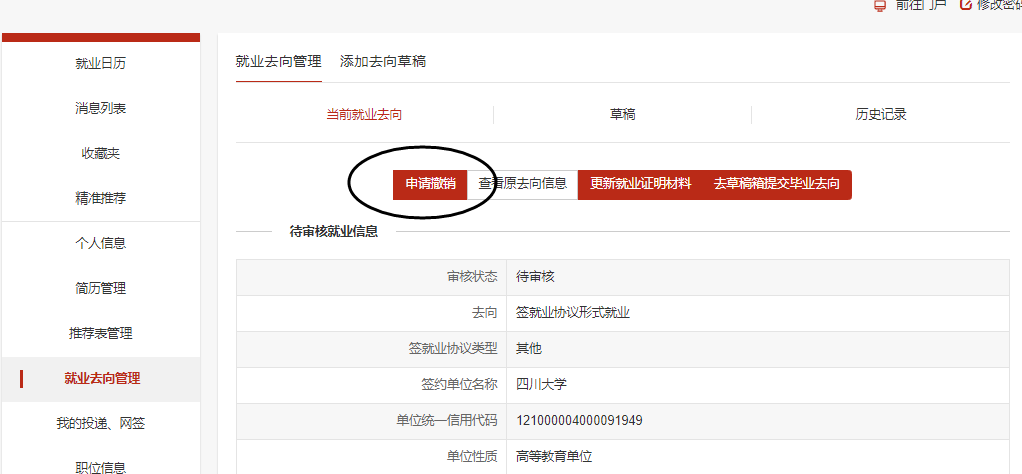 前往门户 修改密码
就业日历
消息列表
收藏夹
精准推荐
个人信息
简历管理
推荐表管理
就业去向管理
我的投递、网签
职位信息
就业去向管理 添加去向草稿
当前就业去向 草稿 历史记录
申请撤销 查看原去向信息 更新就业证明材料 去草稿箱提交毕业去向
待审核就业信息
审核状态 待审核
去向 签就业协议形式就业
签就业协议类型 其他
签约单位名称 四川大学
单位统一信用代码 121000004000091949
单位性质 高等教育单位